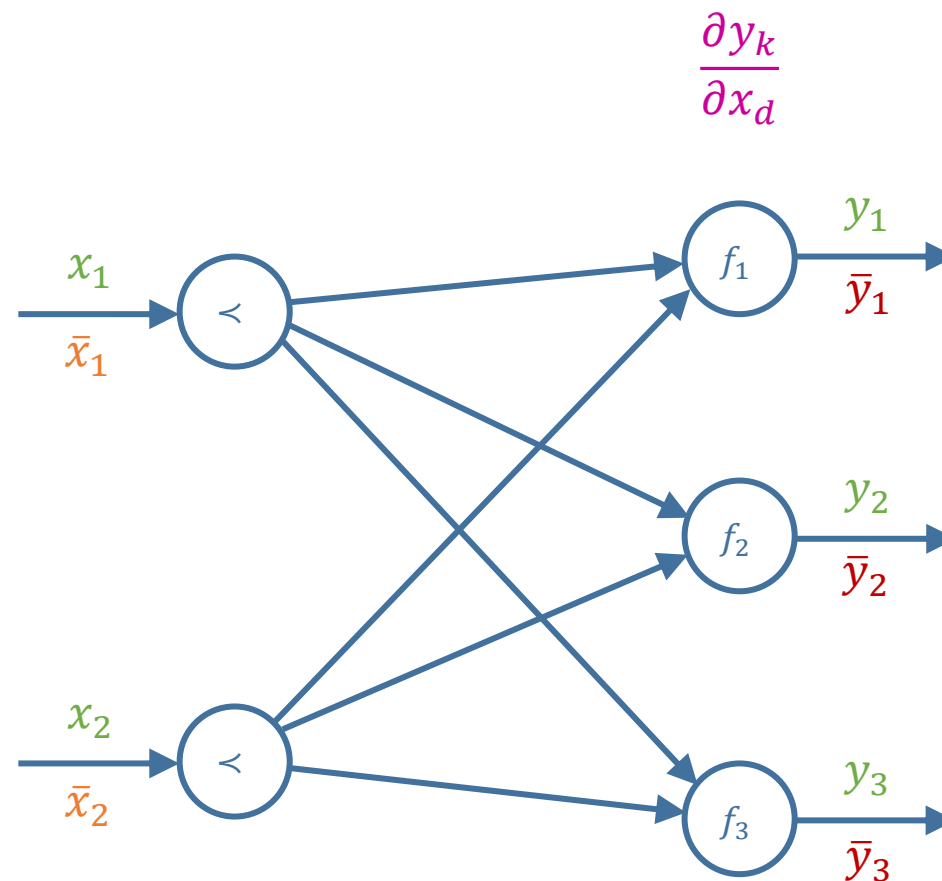 ∂y_k
∂x_d
x₁
x̄₁
≺
f₁
y₁
ȳ₁
f₂
y₂
ȳ₂
x₂
x̄₂
≺
f₃
y₃
ȳ₃